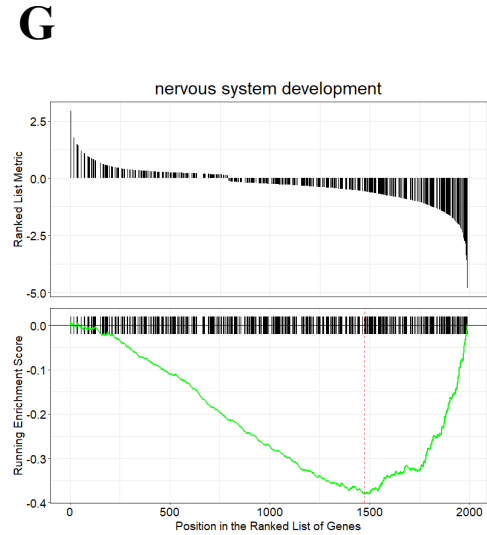 G
nervous system development
Ranked List Metric
2.5
0.0
-2.5
-5.0
Running Enrichment Score
0.0
-0.1
-0.2
-0.3
-0.4
0 500 1000 1500 2000
Position in the Ranked List of Genes